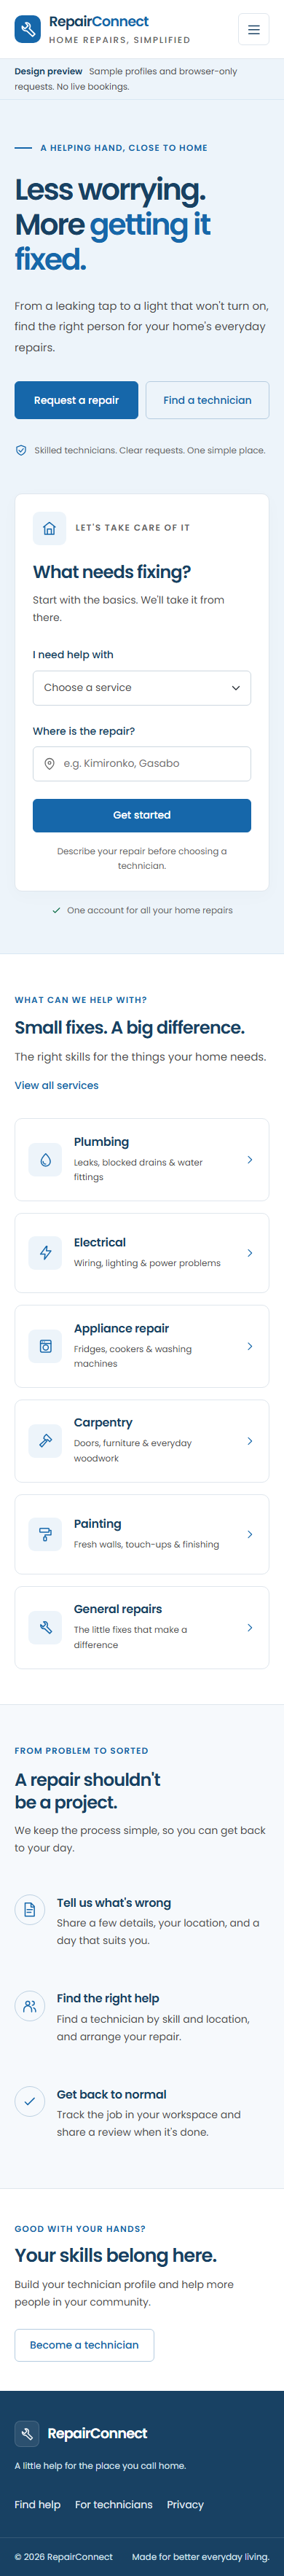 RepairConnect
HOME REPAIRS, SIMPLIFIED
Design preview Sample profiles and browser-only
requests. No live bookings.
A HELPING HAND, CLOSE TO HOME
Less worrying.
More getting it
fixed.
From a leaking tap to a light that won't turn on,
find the right person for your home's everyday
repairs.
Request a repair
Find a technician
Skilled technicians. Clear requests. One simple place.
LET'S TAKE CARE OF IT
What needs fixing?
Start with the basics. We'll take it from
there.
I need help with
Choose a service
Where is the repair?
e.g. Kimironko, Gasabo
Get started
Describe your repair before choosing a
technician.
One account for all your home repairs
WHAT CAN WE HELP WITH?
Small fixes. A big difference.
The right skills for the things your home needs.
View all services
Plumbing
Leaks, blocked drains & water
fittings
Electrical
Wiring, lighting & power problems
Appliance repair
Fridges, cookers & washing
machines
Carpentry
Doors, furniture & everyday
woodwork
Painting
Fresh walls, touch-ups & finishing
General repairs
The little fixes that make a
difference
FROM PROBLEM TO SORTED
A repair shouldn't
be a project.
We keep the process simple, so you can get back
to your day.
Tell us what's wrong
Share a few details, your location, and a
day that suits you.
Find the right help
Find a technician by skill and location,
and arrange your repair.
Get back to normal
Track the job in your workspace and
share a review when it's done.
GOOD WITH YOUR HANDS?
Your skills belong here.
Build your technician profile and help more
people in your community.
Become a technician
RepairConnect
A little help for the place you call home.
Find help For technicians Privacy
© 2026 RepairConnect Made for better everyday living.